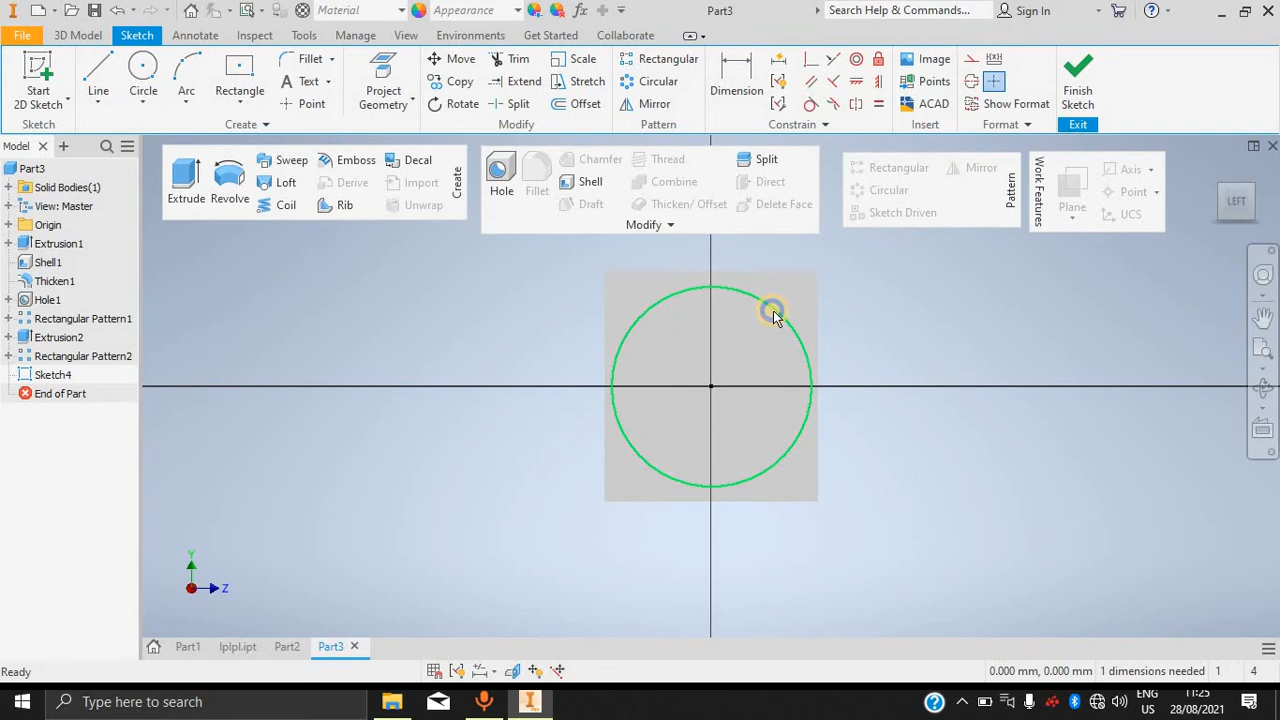 Material
Appearance
Part3
Search Help & Commands...
Sign In
File
3D Model
Sketch
Annotate
Inspect
Tools
Manage
View
Environments
Get Started
Collaborate
Start
2D Sketch
Line
Circle
Arc
Rectangle
Fillet
Text
Point
Project
Geometry
Move
Copy
Rotate
Trim
Extend
Split
Scale
Stretch
Offset
Rectangular
Circular
Mirror
Dimension
Image
Points
ACAD
Show Format
Finish
Sketch
Sketch
Create
Modify
Pattern
Constrain
Insert
Format
Exit
Model
Part3
Solid Bodies(1)
View: Master
Origin
Extrusion1
Shell1
Thicken1
Hole1
Rectangular Pattern1
Extrusion2
Rectangular Pattern2
Sketch4
End of Part
Extrude
Revolve
Sweep
Loft
Coil
Emboss
Derive
Rib
Decal
Import
Unwrap
Create
Hole
Fillet
Chamfer
Shell
Draft
Thread
Combine
Thicken/ Offset
Split
Direct
Delete Face
Modify
Rectangular
Mirror
Circular
Sketch Driven
Pattern
Work Features
Plane
Axis
Point
UCS
LEFT
Y
Z
Part1
lplpl.ipt
Part2
Part3
Ready
0.000 mm, 0.000 mm
1 dimensions needed
1
4
Type here to search
ENG
US
11:25
28/08/2021